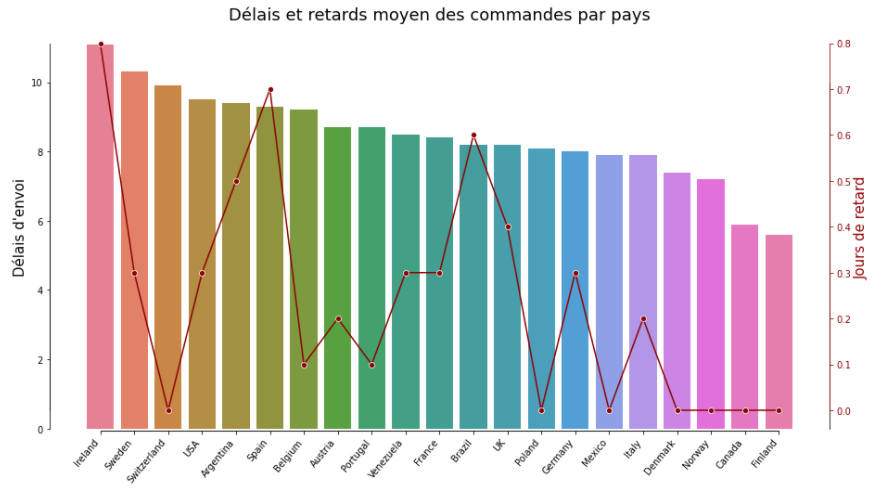 Délais et retards moyen des commandes par pays
Délais d'envoi
10
8
6
4
2
0
0.8
0.7
0.6
0.5
0.4
0.3
0.2
0.1
0.0
Jours de retard
Ireland
Sweden
Switzerland
USA
Argentina
Spain
Belgium
Austria
Portugal
Venezuela
France
Brazil
UK
Poland
Germany
Mexico
Italy
Denmark
Norway
Canada
Finland